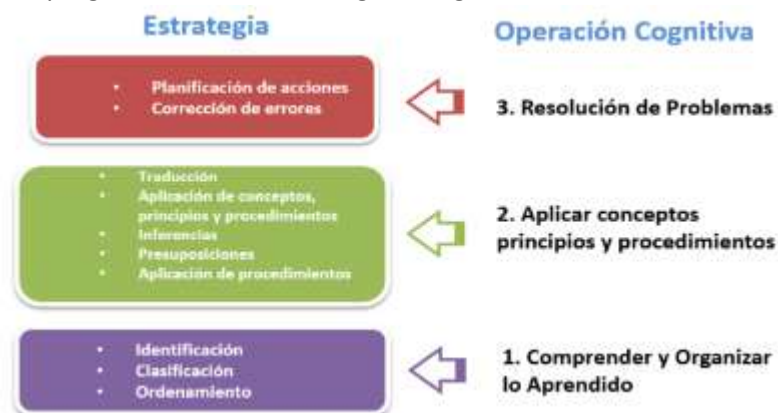 Estrategia
Operación Cognitiva
• Planificación de acciones
• Corrección de errores
3. Resolución de Problemas
• Traducción
• Aplicación de conceptos,
principios y procedimientos
• Inferencias
• Presuposiciones
• Aplicación de procedimientos
2. Aplicar conceptos
principios y procedimientos
• Identificación
• Clasificación
• Ordenamiento
1. Comprender y Organizar
lo Aprendido